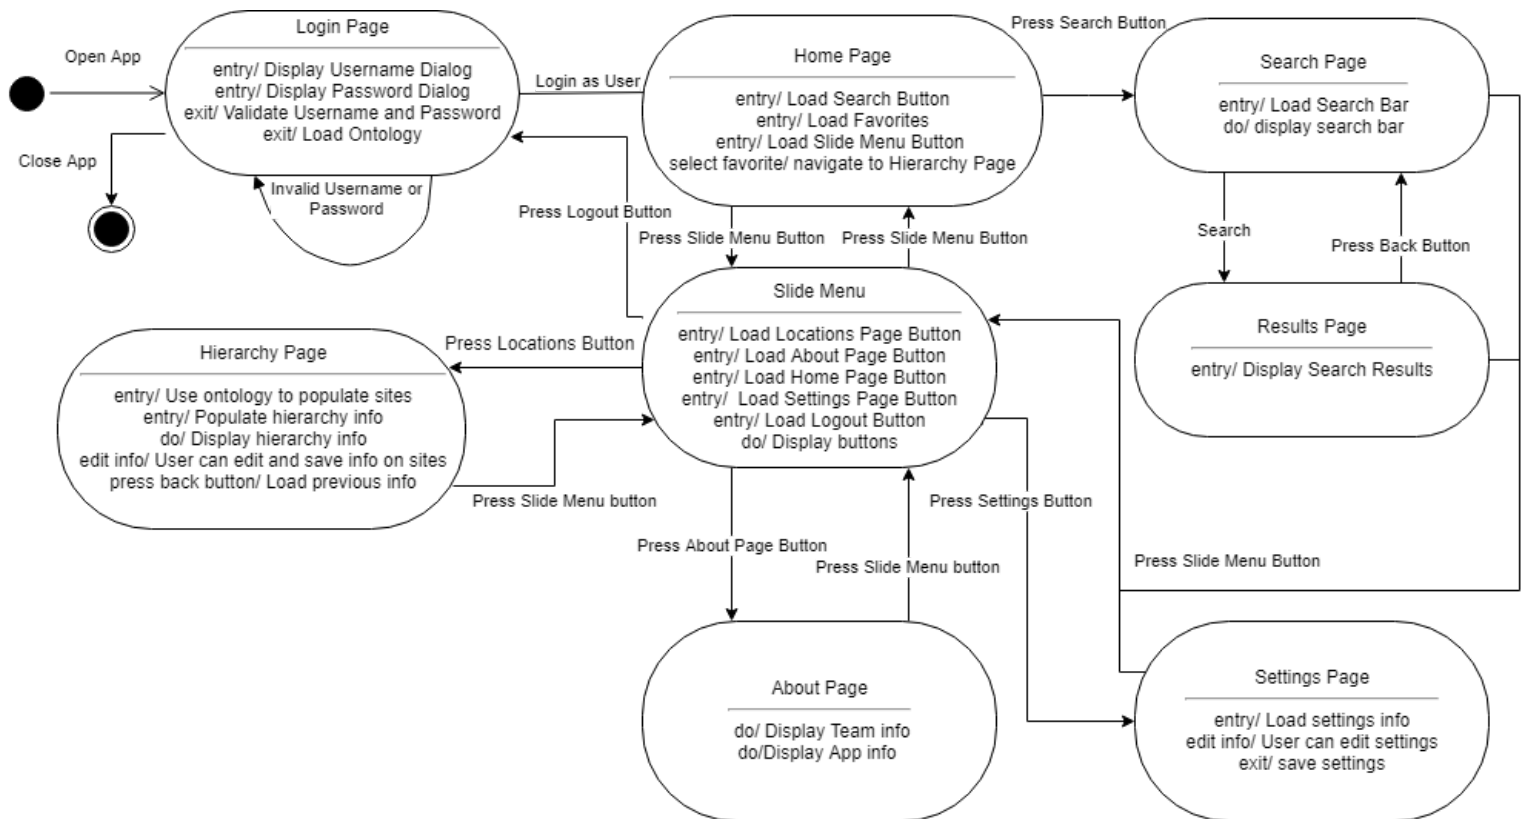 Open App
Close App
Login Page
entry/ Display Username Dialog
entry/ Display Password Dialog
exit/ Validate Username and Password
exit/ Load Ontology
Invalid Username or
Password
Login as User
Press Logout Button
Home Page
entry/ Load Search Button
entry/ Load Favorites
entry/ Load Slide Menu Button
select favorite/ navigate to Hierarchy Page
Press Search Button
Search Page
entry/ Load Search Bar
do/ display search bar
Press Slide Menu Button
Press Slide Menu Button
Search
Press Back Button
Slide Menu
entry/ Load Locations Page Button
entry/ Load About Page Button
entry/ Load Home Page Button
entry/ Load Settings Page Button
entry/ Load Logout Button
do/ Display buttons
Results Page
entry/ Display Search Results
Press Locations Button
Hierarchy Page
entry/ Use ontology to populate sites
entry/ Populate hierarchy info
do/ Display hierarchy info
edit info/ User can edit and save info on sites
press back button/ Load previous info
Press Slide Menu button
Press About Page Button
Press Slide Menu button
Press Settings Button
Press Slide Menu Button
About Page
do/ Display Team info
do/Display App info
Settings Page
entry/ Load settings info
edit info/ User can edit settings
exit/ save settings